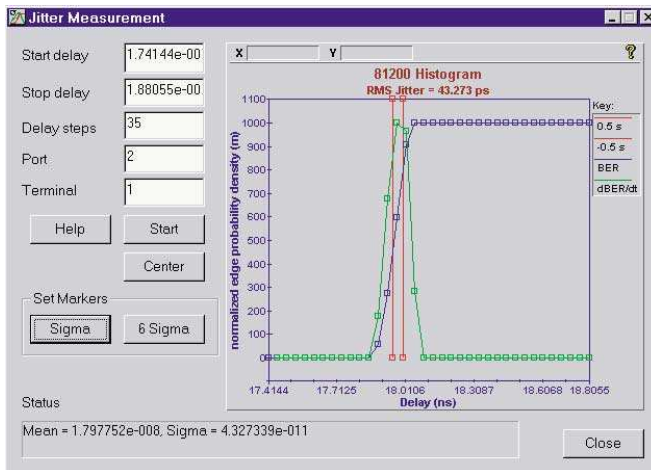 Jitter Measurement
Start delay 1.74144e-00
Stop delay 1.88055e-00
Delay steps 35
Port 2
Terminal 1
Help Start
Center
Set Markers
Sigma 6 Sigma
Status
Mean = 1.797752e-008, Sigma = 4.327339e-011
Close
X Y
81200 Histogram
RMS Jitter = 43.273 ps
normalized edge probability density (m)
1100
1000
900
800
700
600
500
400
300
200
100
0
17.4144 17.7125 18.0106 18.3087 18.6068 18.8055
Delay (ns)
Key:
0.5 s
-0.5 s
BER
dBER/dt